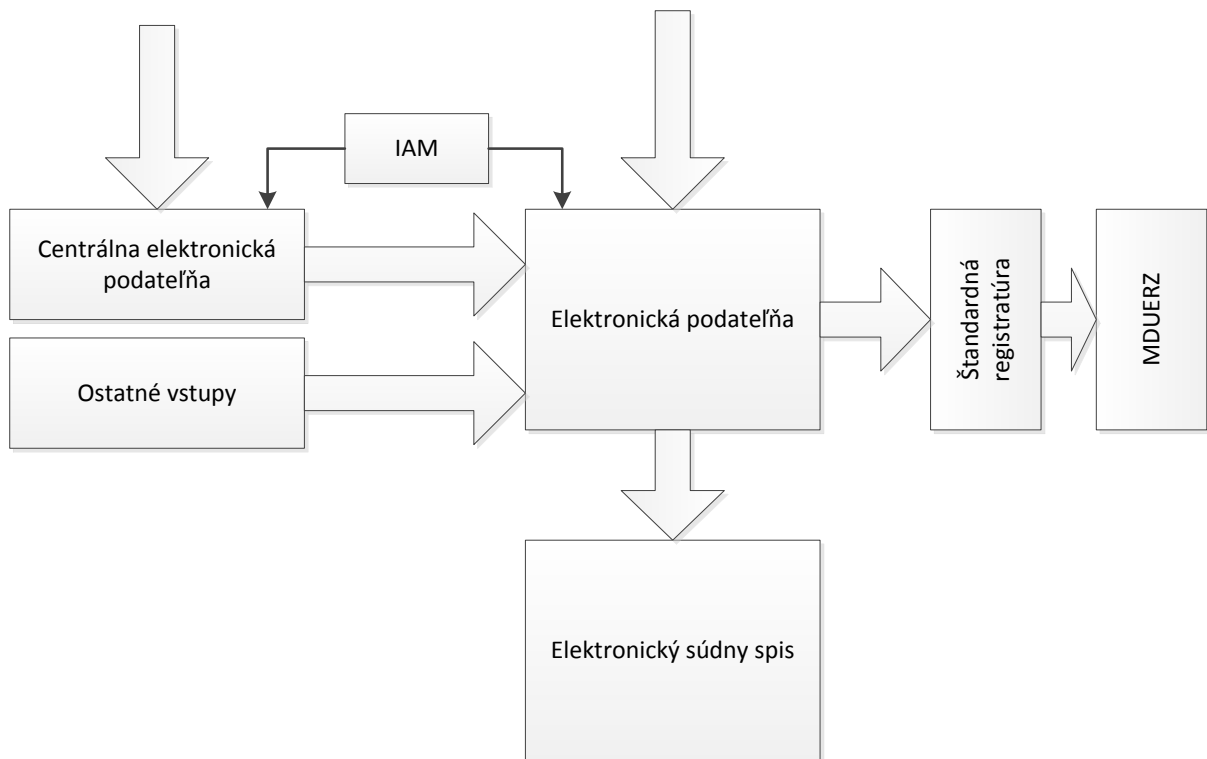 IAM
Centrálna elektronická
podateľňa
Elektronická podateľňa
Štandardná
registratúra
MDUERZ
Ostatné vstupy
Elektronický súdny spis